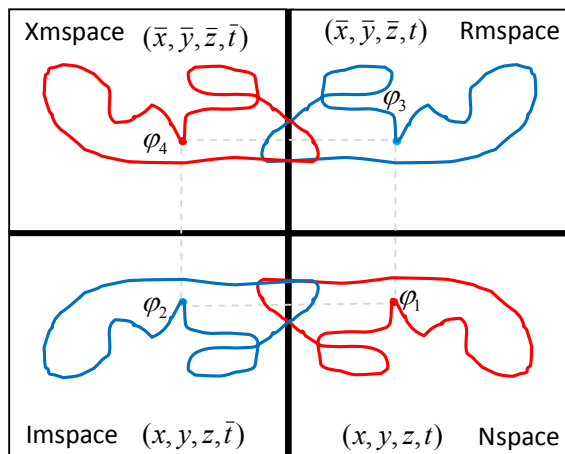 Xmspace (x̄, ȳ, z̄, t̄) (x̄, ȳ, z̄, t) Rmspace
φ₄ φ₃
φ₂ φ₁
Imspace (x, y, z, t̄) (x, y, z, t) Nspace